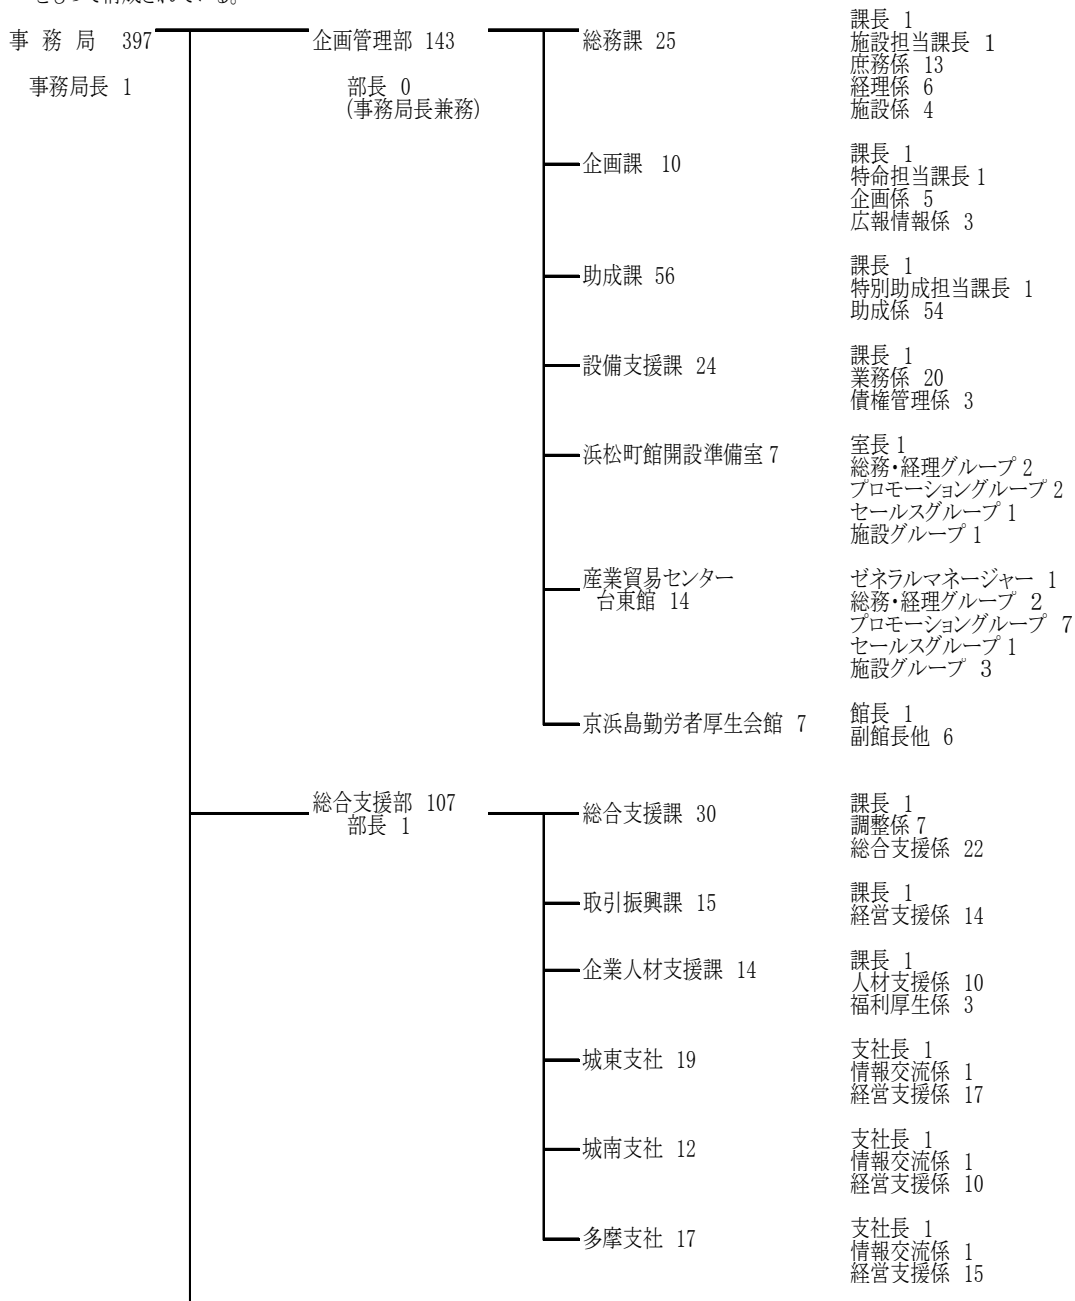 をもって構成されている。
事 務 局 397
事務局長 1
企画管理部 143
部長 0
(事務局長兼務)
総務課 25
課長 1
施設担当課長 1
庶務係 13
経理係 6
施設係 4
企画課 10
課長 1
特命担当課長 1
企画係 5
広報情報係 3
助成課 56
課長 1
特別助成担当課長 1
助成係 54
設備支援課 24
課長 1
業務係 20
債権管理係 3
浜松町館開設準備室 7
室長 1
総務・経理グループ 2
プロモーショングループ 2
セールスグループ 1
施設グループ 1
産業貿易センター
台東館 14
ゼネラルマネージャー 1
総務・経理グループ 2
プロモーショングループ 7
セールスグループ 1
施設グループ 3
京浜島勤労者厚生会館 7
館長 1
副館長他 6
総合支援部 107
部長 1
総合支援課 30
課長 1
調整係 7
総合支援係 22
取引振興課 15
課長 1
経営支援係 14
企業人材支援課 14
課長 1
人材支援係 10
福利厚生係 3
城東支社 19
支社長 1
情報交流係 1
経営支援係 17
城南支社 12
支社長 1
情報交流係 1
経営支援係 10
多摩支社 17
支社長 1
情報交流係 1
経営支援係 15